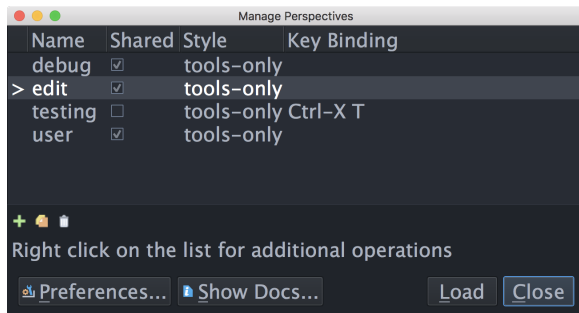 Manage Perspectives
Name Shared Style Key Binding
debug tools-only
> edit tools-only
testing tools-only Ctrl-X T
user tools-only
Right click on the list for additional operations
Preferences... Show Docs... Load Close